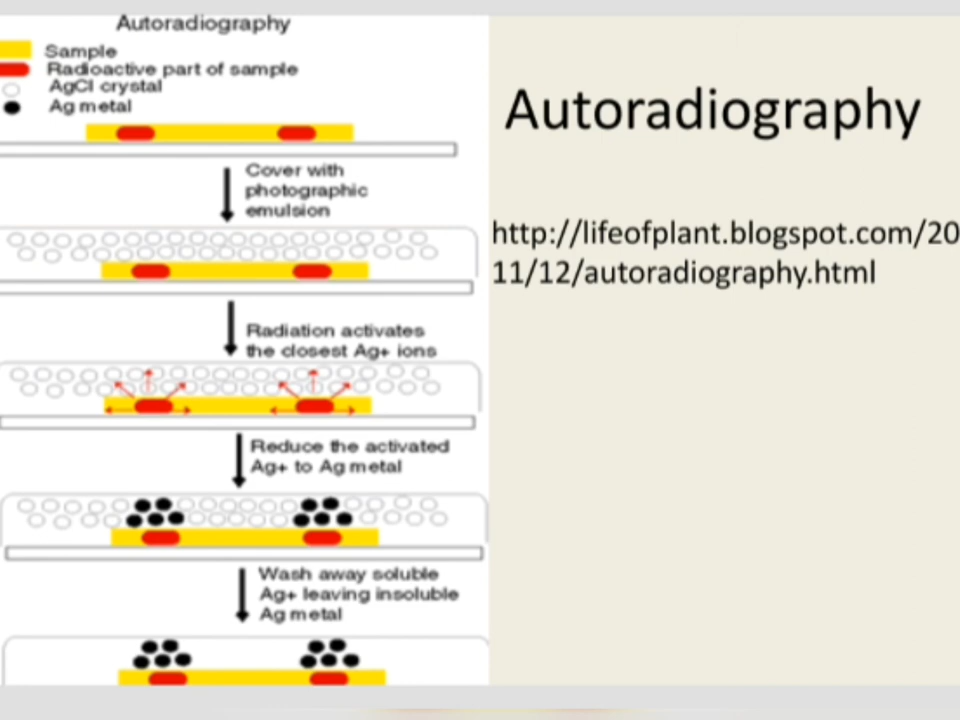 Autoradiography
Sample
Radioactive part of sample
AgCl crystal
Ag metal
Cover with
photographic
emulsion
Radiation activates
the closest Ag+ ions
Reduce the activated
Ag+ to Ag metal
Wash away soluble
Ag+ leaving insoluble
Ag metal
Autoradiography
http://lifeofplant.blogspot.com/20
11/12/autoradiography.html